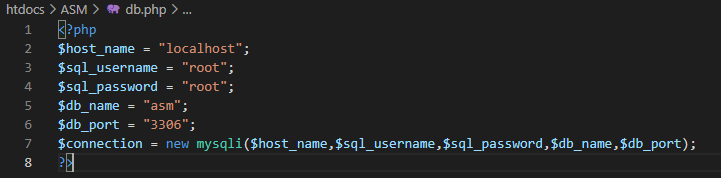 htdocs > ASM > db.php > ...
1 <?php
2 $host_name = "localhost";
3 $sql_username = "root";
4 $sql_password = "root";
5 $db_name = "asm";
6 $db_port = "3306";
7 $connection = new mysqli($host_name,$sql_username,$sql_password,$db_name,$db_port);
8 ?>